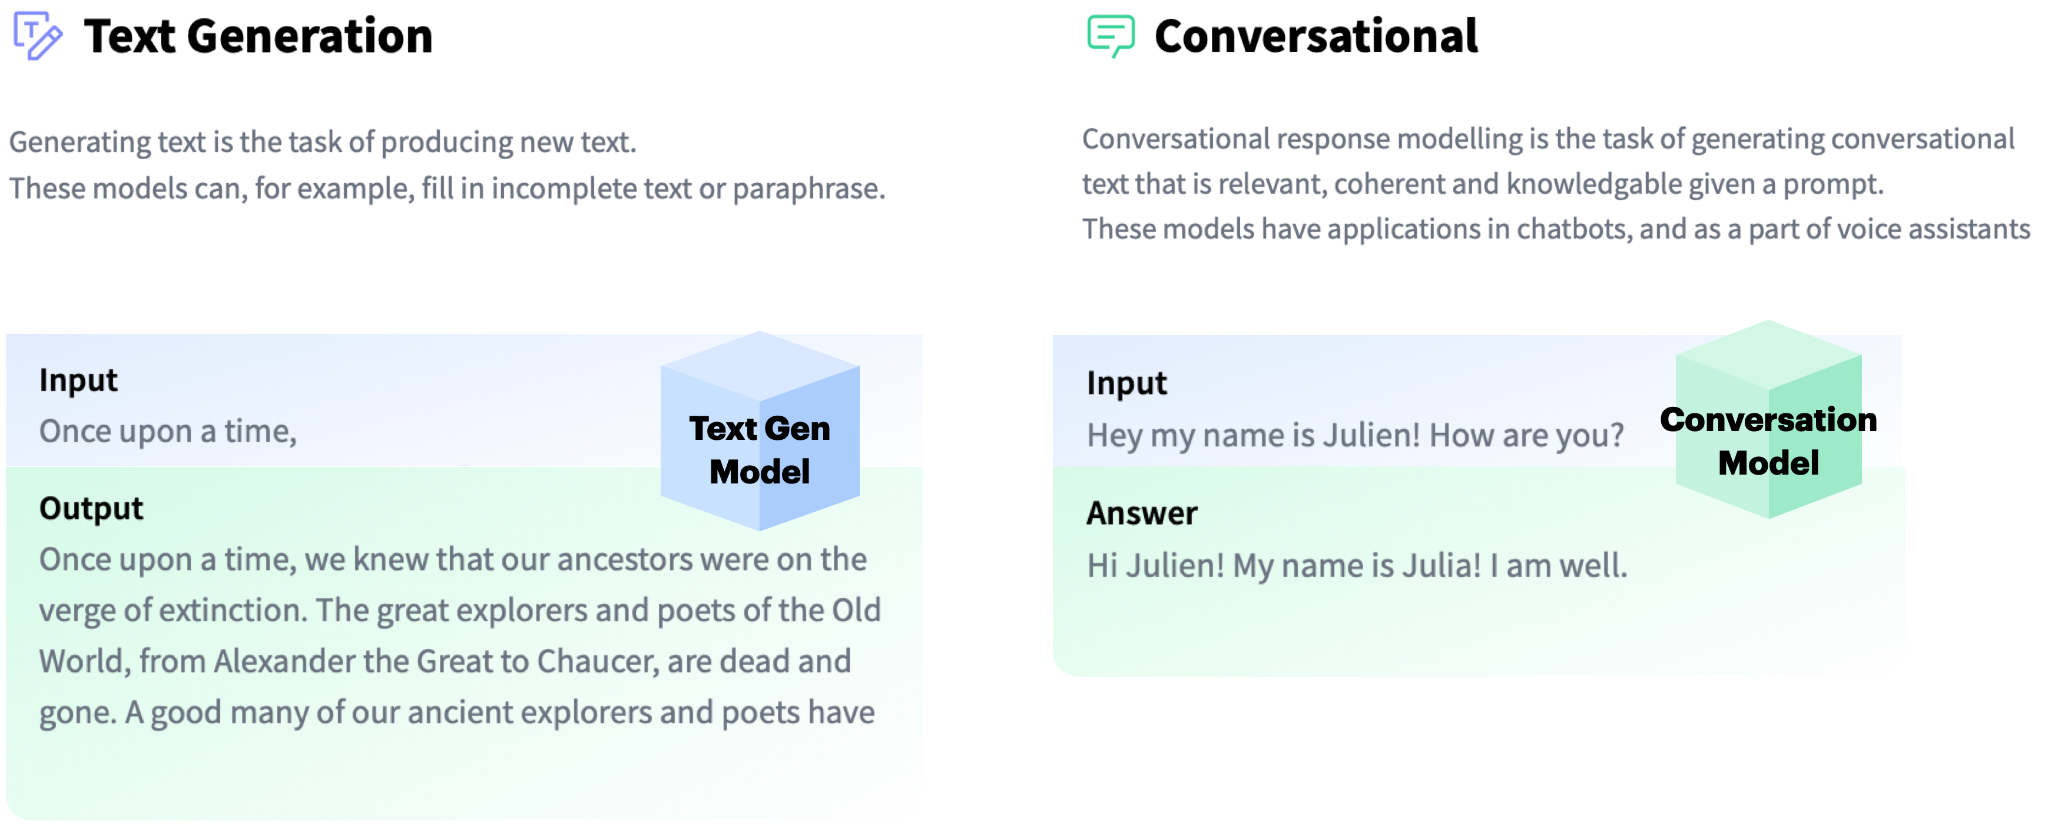 Text Generation
Generating text is the task of producing new text.
These models can, for example, fill in incomplete text or paraphrase.
Input
Once upon a time,
Text Gen
Model
Output
Once upon a time, we knew that our ancestors were on the
verge of extinction. The great explorers and poets of the Old
World, from Alexander the Great to Chaucer, are dead and
gone. A good many of our ancient explorers and poets have
Conversational
Conversational response modelling is the task of generating conversational
text that is relevant, coherent and knowledgable given a prompt.
These models have applications in chatbots, and as a part of voice assistants
Input
Hey my name is Julien! How are you?
Conversation
Model
Answer
Hi Julien! My name is Julia! I am well.